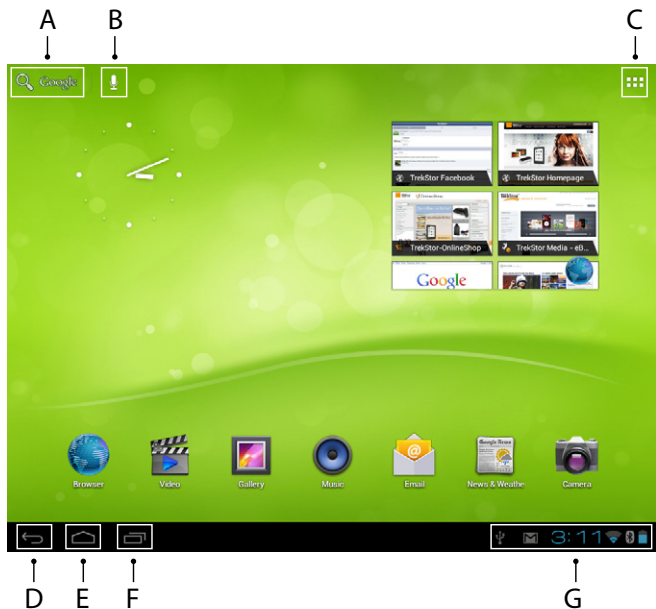 A B C
Google
TrekStor Facebook
TrekStor Homepage
TrekStor-OnlineShop
TrekStor Media - eB...
Google
Browser
Video
Gallery
Music
Email
News & Weathe
Camera
3:11
D E F G